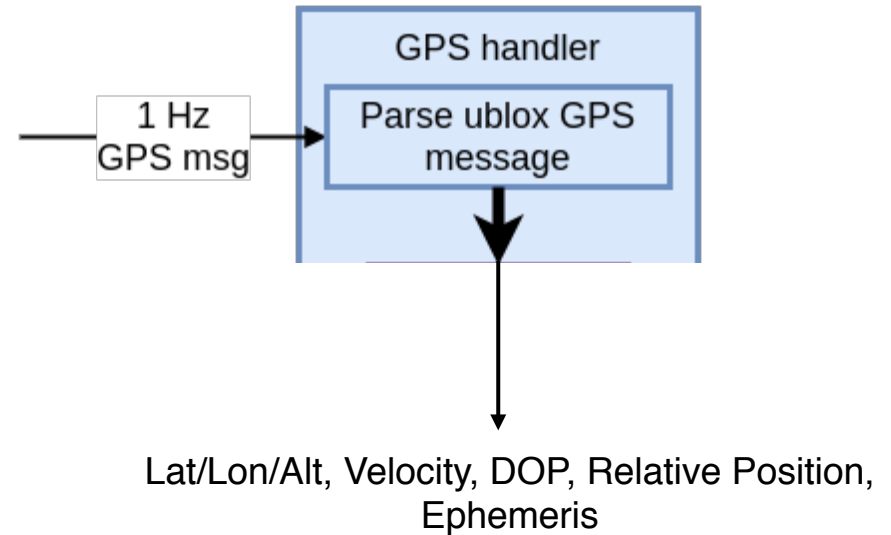 GPS handler
1 Hz
GPS msg
Parse ublox GPS
message
Lat/Lon/Alt, Velocity, DOP, Relative Position,
Ephemeris